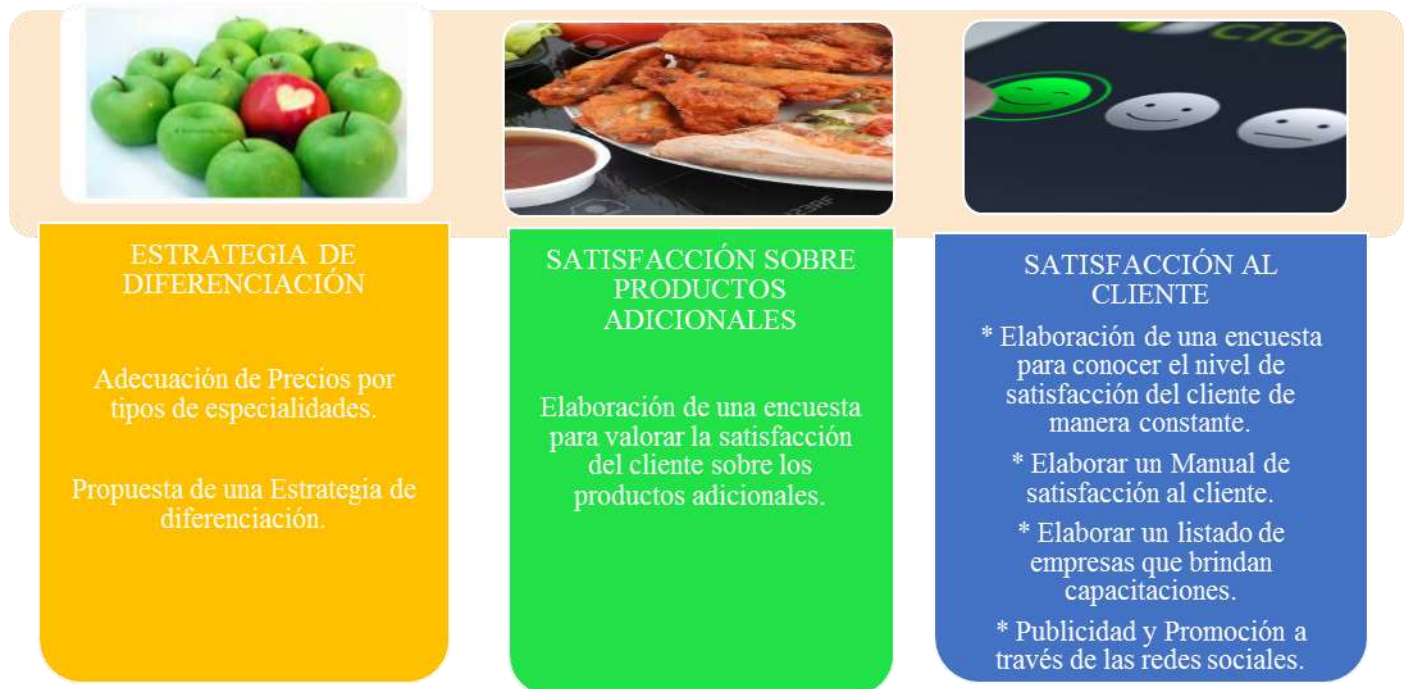 ESTRATEGIA DE
DIFERENCIACIÓN
Adecuación de Precios por
tipos de especialidades.
Propuesta de una Estrategia de
diferenciación.
SATISFACCIÓN SOBRE
PRODUCTOS
ADICIONALES
Elaboración de una encuesta
para valorar la satisfacción
del cliente sobre los
productos adicionales.
SATISFACCIÓN AL
CLIENTE
* Elaboración de una encuesta
para conocer el nivel de
satisfacción del cliente de
manera constante.
* Elaborar un Manual de
satisfacción al cliente.
* Elaborar un listado de
empresas que brindan
capacitaciones.
* Publicidad y Promoción a
través de las redes sociales.